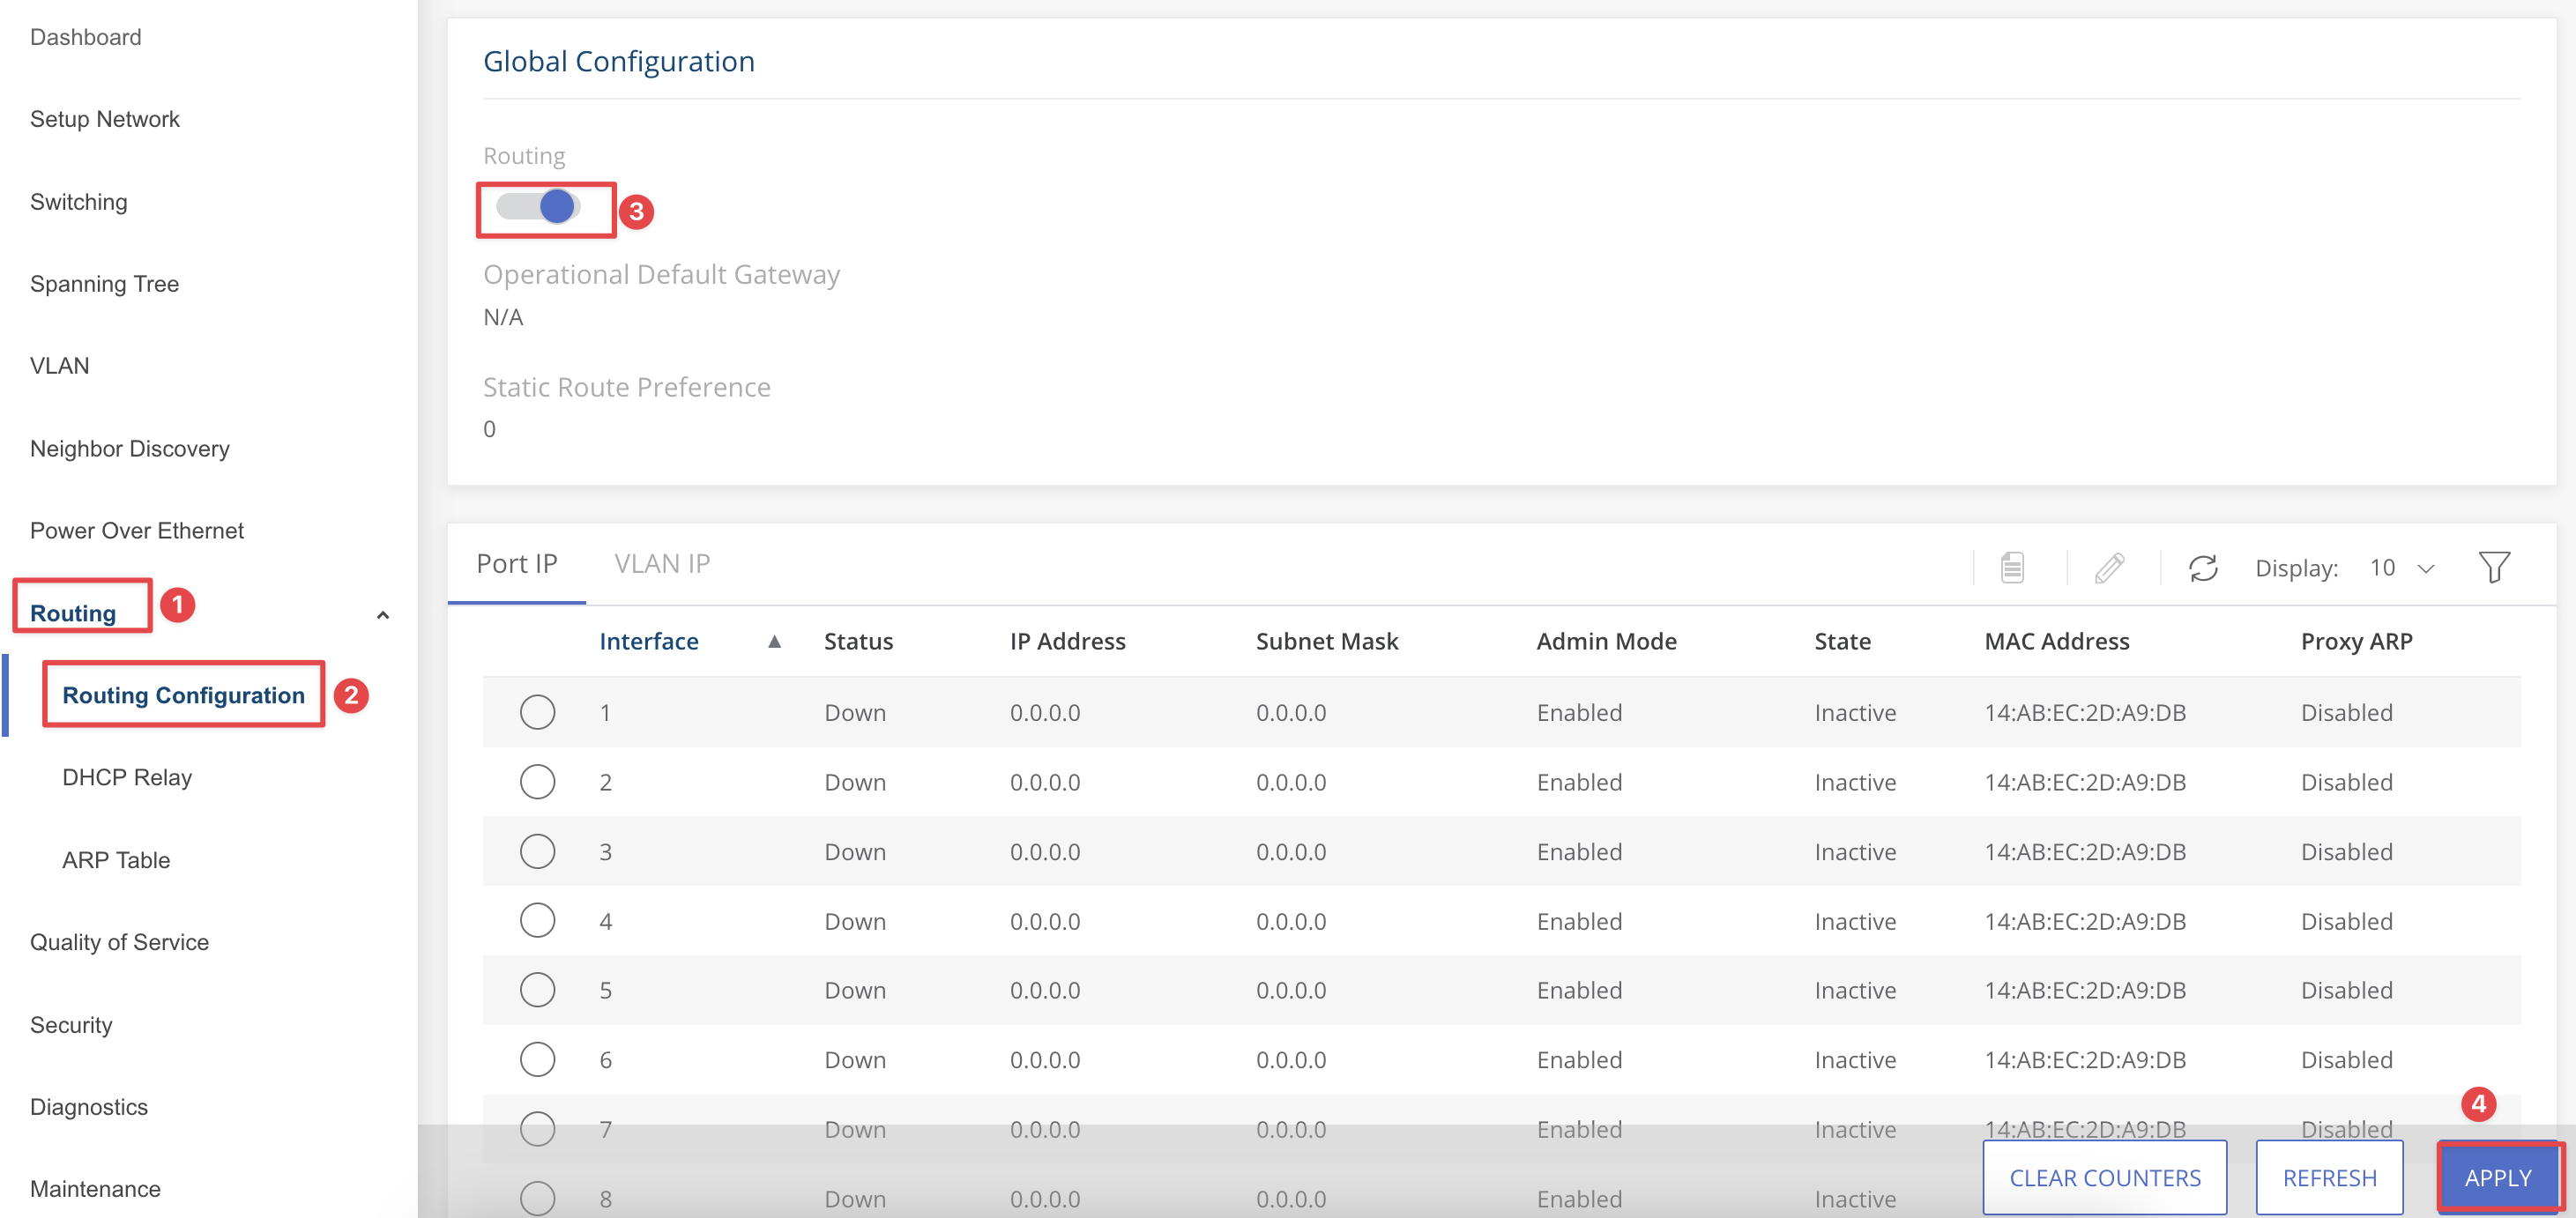 Dashboard
Setup Network
Switching
Spanning Tree
VLAN
Neighbor Discovery
Power Over Ethernet
Routing 1
Routing Configuration 2
DHCP Relay
ARP Table
Quality of Service
Security
Diagnostics
Maintenance
Global Configuration
Routing
3
Operational Default Gateway
N/A
Static Route Preference
0
Port IP VLAN IP Display: 10
Interface ▲ Status IP Address Subnet Mask Admin Mode State MAC Address Proxy ARP
1 Down 0.0.0.0 0.0.0.0 Enabled Inactive 14:AB:EC:2D:A9:DB Disabled
2 Down 0.0.0.0 0.0.0.0 Enabled Inactive 14:AB:EC:2D:A9:DB Disabled
3 Down 0.0.0.0 0.0.0.0 Enabled Inactive 14:AB:EC:2D:A9:DB Disabled
4 Down 0.0.0.0 0.0.0.0 Enabled Inactive 14:AB:EC:2D:A9:DB Disabled
5 Down 0.0.0.0 0.0.0.0 Enabled Inactive 14:AB:EC:2D:A9:DB Disabled
6 Down 0.0.0.0 0.0.0.0 Enabled Inactive 14:AB:EC:2D:A9:DB Disabled
7 Down 0.0.0.0 0.0.0.0 Enabled Inactive 14:AB:EC:2D:A9:DB Disabled
8 Down 0.0.0.0 0.0.0.0 Enabled Inactive
4
CLEAR COUNTERS REFRESH APPLY